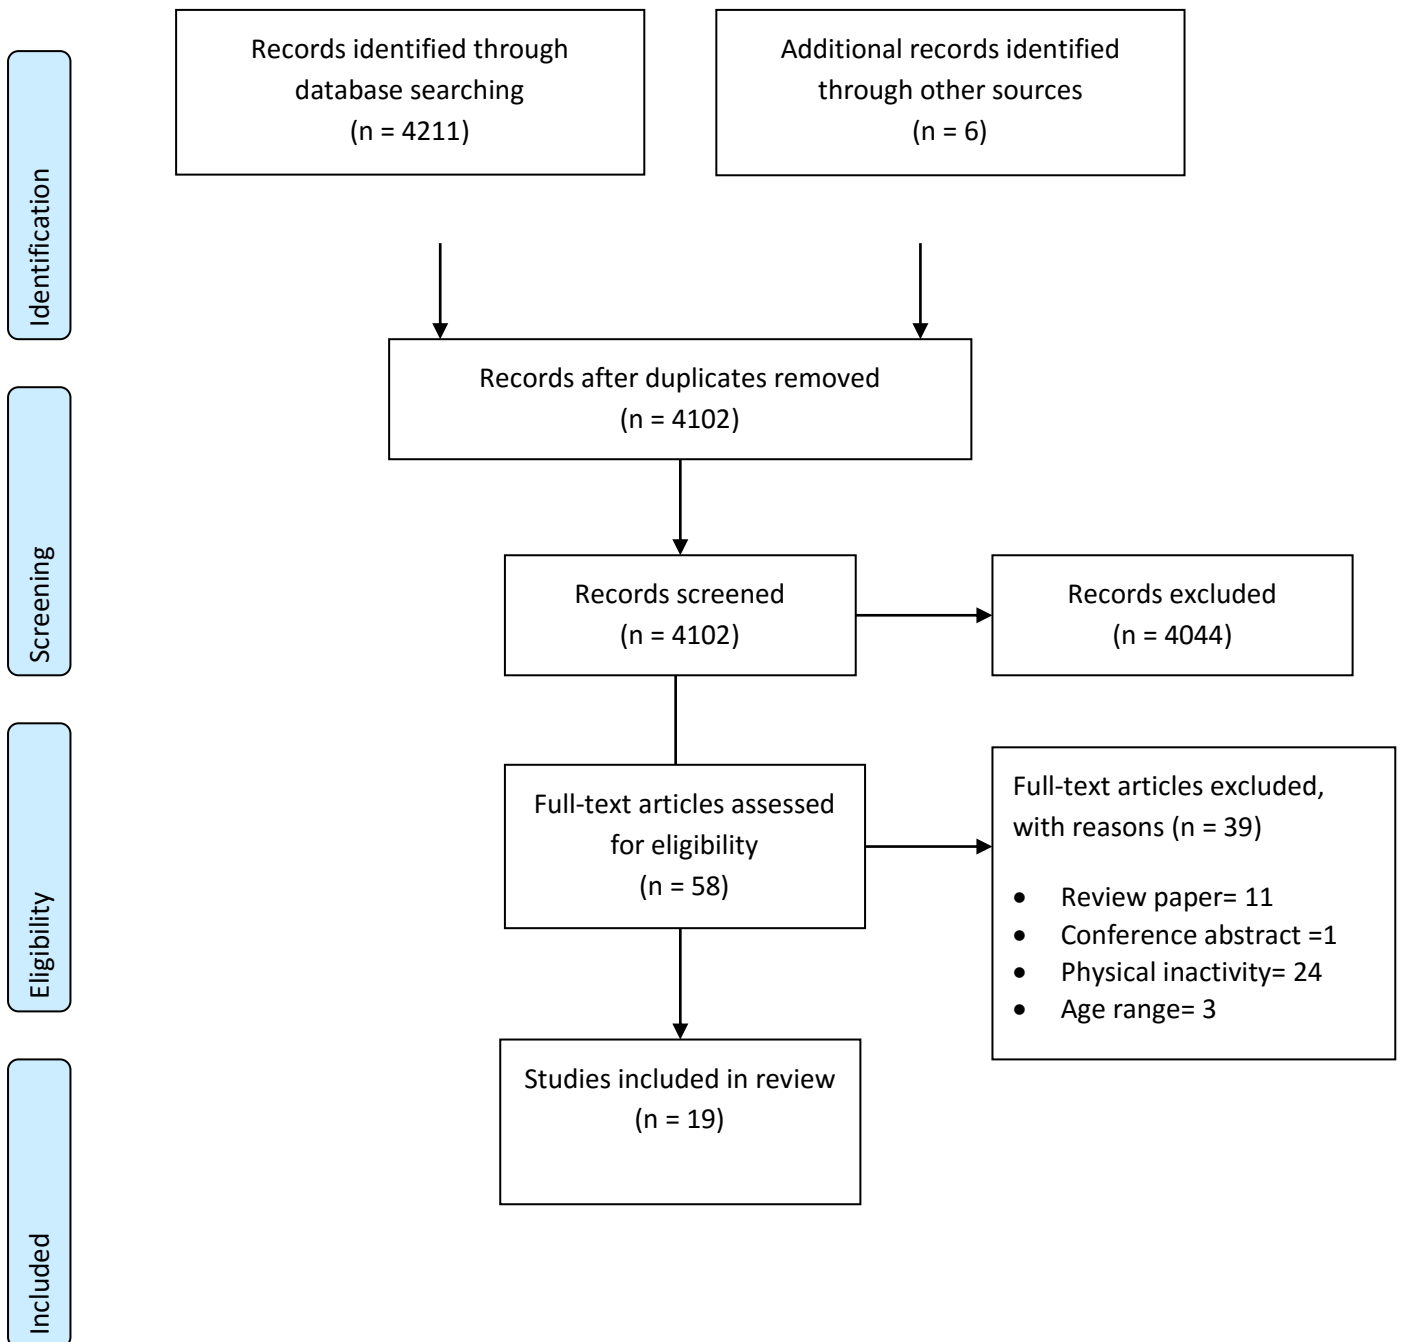 Identification
Records identified through
database searching
(n = 4211)
Additional records identified
through other sources
(n = 6)
Records after duplicates removed
(n = 4102)
Screening
Records screened
(n = 4102)
Records excluded
(n = 4044)
Eligibility
Full-text articles assessed
for eligibility
(n = 58)
Full-text articles excluded,
with reasons (n = 39)
• Review paper= 11
• Conference abstract =1
• Physical inactivity= 24
• Age range= 3
Included
Studies included in review
(n = 19)